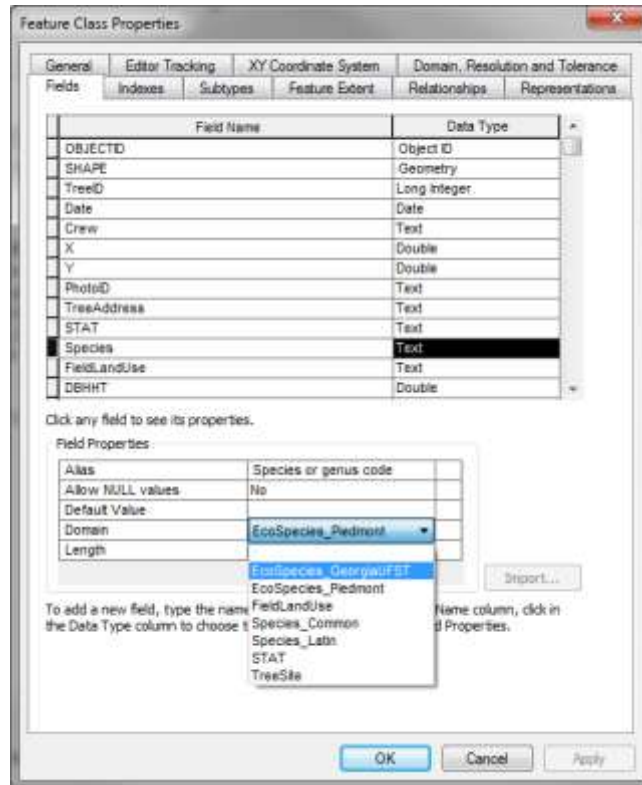 Feature Class Properties
General Editor Tracking XY Coordinate System Domain, Resolution and Tolerance
Fields Indexes Subtypes Feature Extent Relationships Representations
Field Name Data Type
OBJECTID Object ID
SHAPE Geometry
TreeID Long Integer
Date Date
Crew Text
X Double
Y Double
PhotoID Text
TreeAddress Text
STAT Text
Species Text
FieldLandUse Text
DBHHT Double
Click any field to see its properties.
Field Properties
Alias Species or genus code
Allow NULL values No
Default Value
Domain EcoSpecies_Piedmont
Length
EcoSpecies_GeorgiaUFST
Import...
EcoSpecies_Piedmont
To add a new field, type the name FieldLandUse Name column, click in
the Data Type column to choose t Species_Common d Properties.
Species_Latin
STAT
TreeSite
OK Cancel Apply